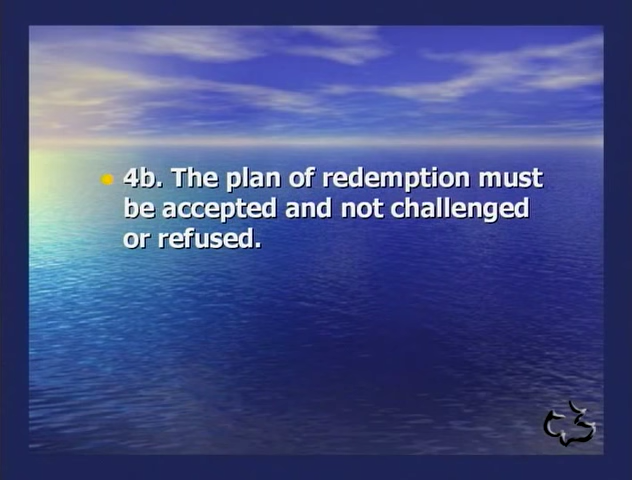 4b. The plan of redemption must
be accepted and not challenged
or refused.